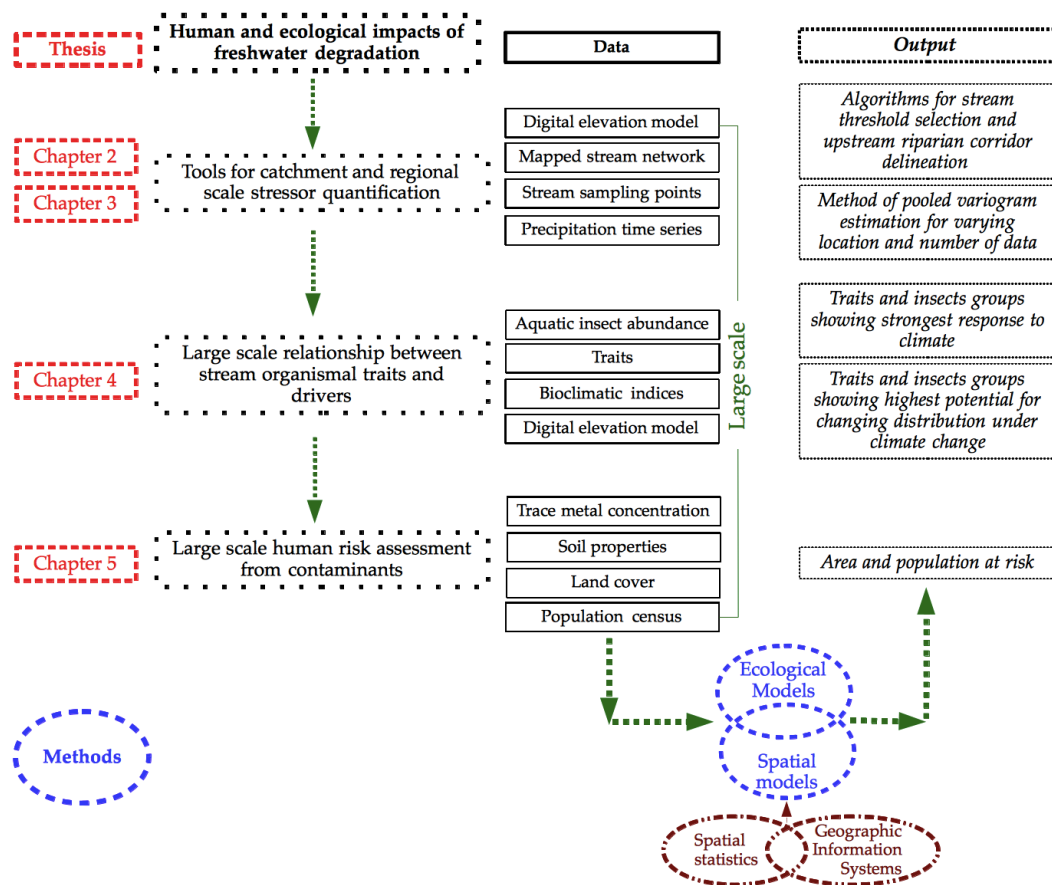 Thesis
Human and ecological impacts of
freshwater degradation
Data
Output
Chapter 2
Chapter 3
Tools for catchment and regional
scale stressor quantification
Digital elevation model
Mapped stream network
Stream sampling points
Precipitation time series
Algorithms for stream
threshold selection and
upstream riparian corridor
delineation
Method of pooled variogram
estimation for varying
location and number of data
Chapter 4
Large scale relationship between
stream organismal traits and
drivers
Aquatic insect abundance
Traits
Bioclimatic indices
Digital elevation model
Large scale
Traits and insects groups
showing strongest response to
climate
Traits and insects groups
showing highest potential for
changing distribution under
climate change
Chapter 5
Large scale human risk assessment
from contaminants
Trace metal concentration
Soil properties
Land cover
Population census
Area and population at risk
Methods
Ecological
Models
Spatial
models
Spatial
statistics
Geographic
Information
Systems